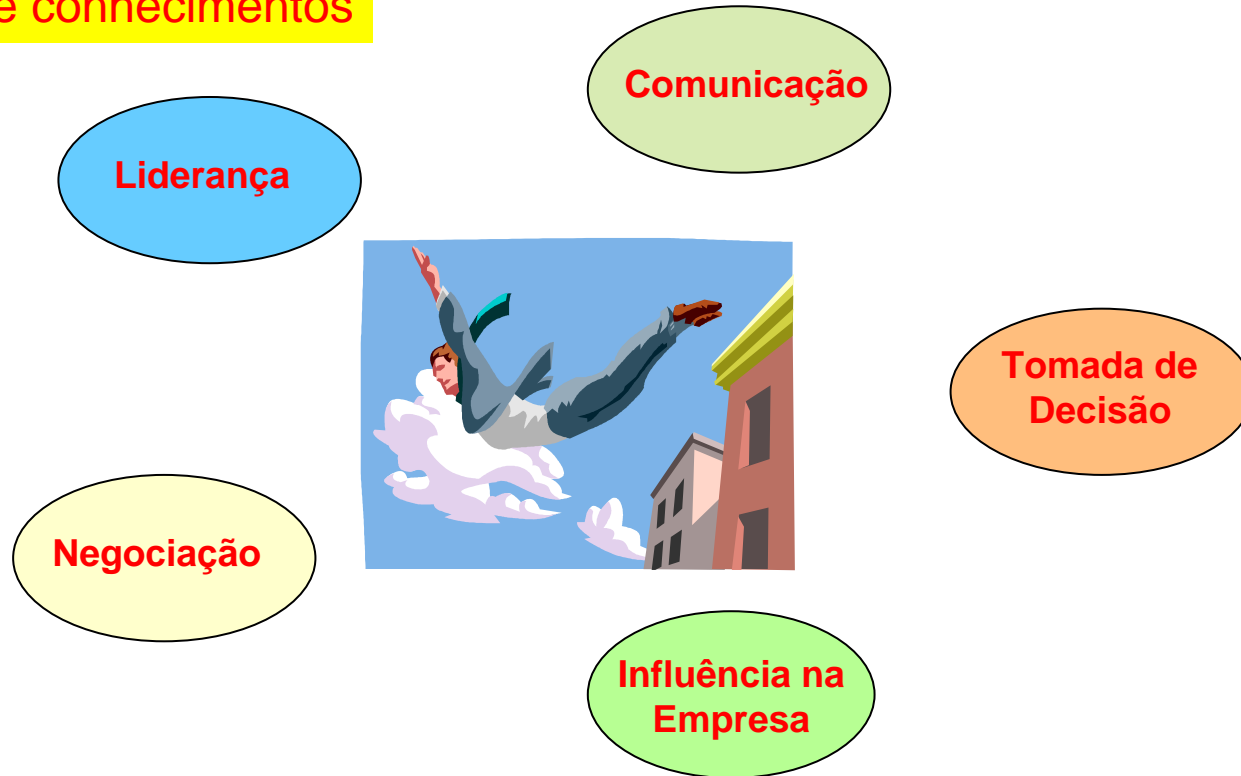 e conhecimentos
Comunicação
Liderança
Tomada de
Decisão
Negociação
Influência na
Empresa